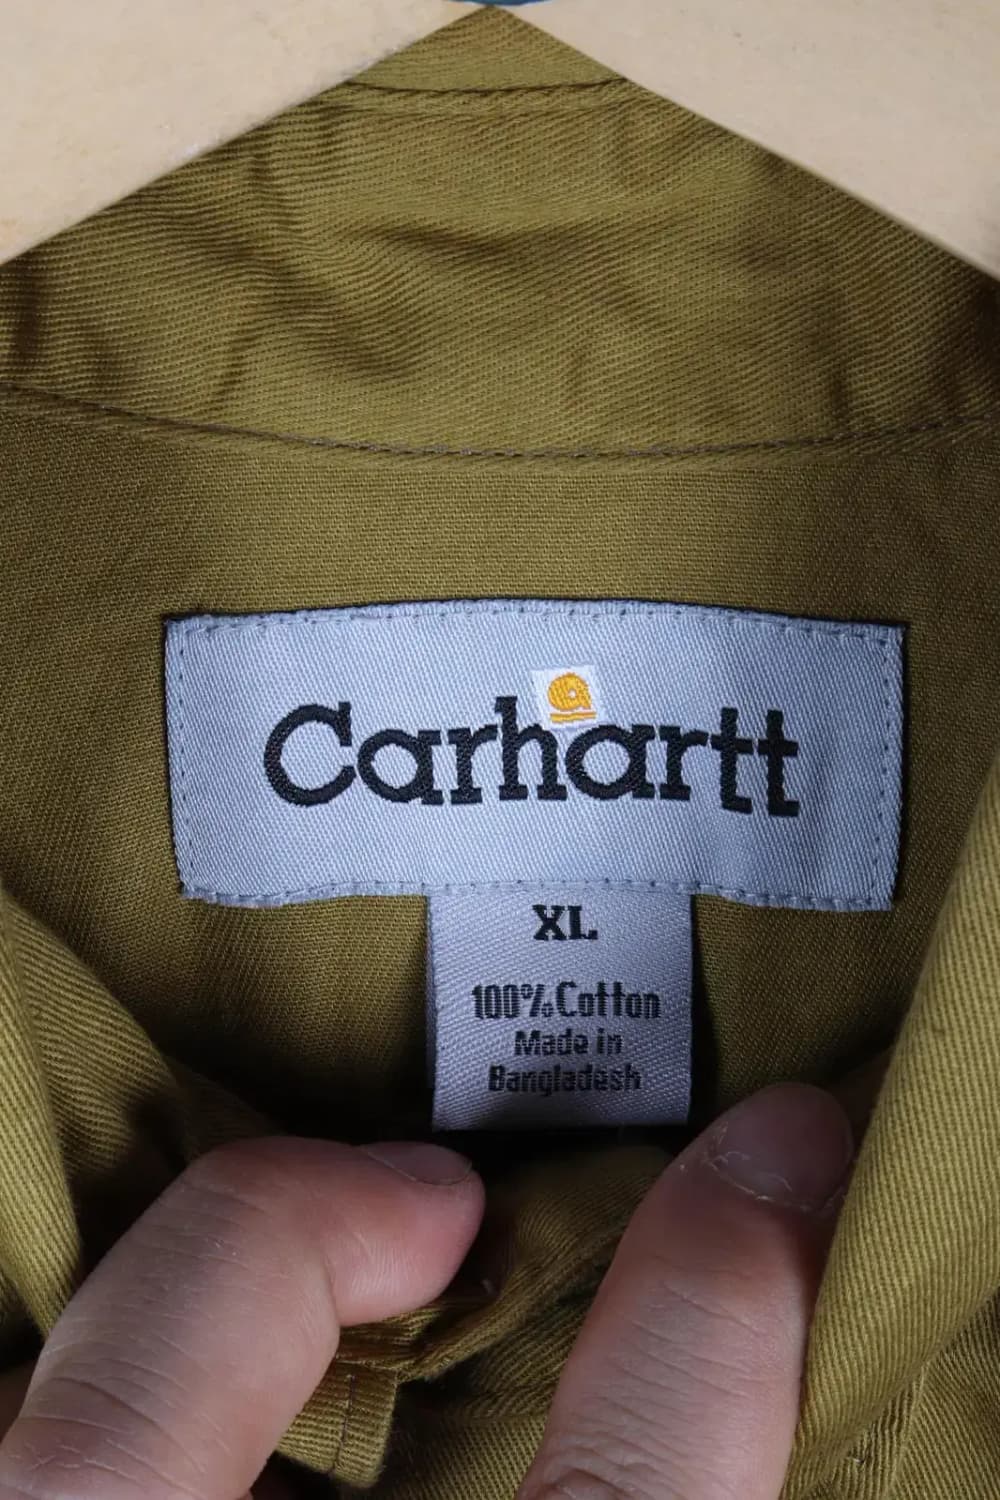 Carhartt
XL
100% Cotton
Made in
Bangladesh